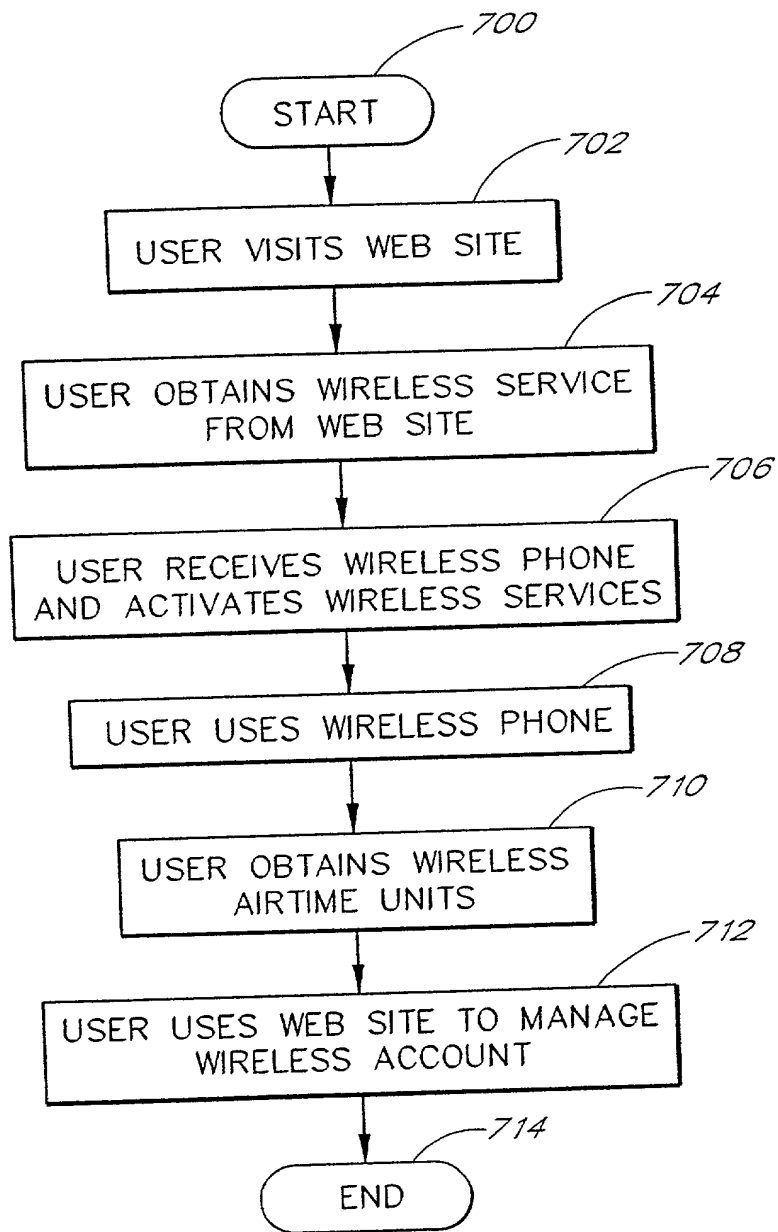 700
START
702
USER VISITS WEB SITE
704
USER OBTAINS WIRELESS SERVICE
FROM WEB SITE
706
USER RECEIVES WIRELESS PHONE
AND ACTIVATES WIRELESS SERVICES
708
USER USES WIRELESS PHONE
710
USER OBTAINS WIRELESS
AIRTIME UNITS
712
USER USES WEB SITE TO MANAGE
WIRELESS ACCOUNT
714
END